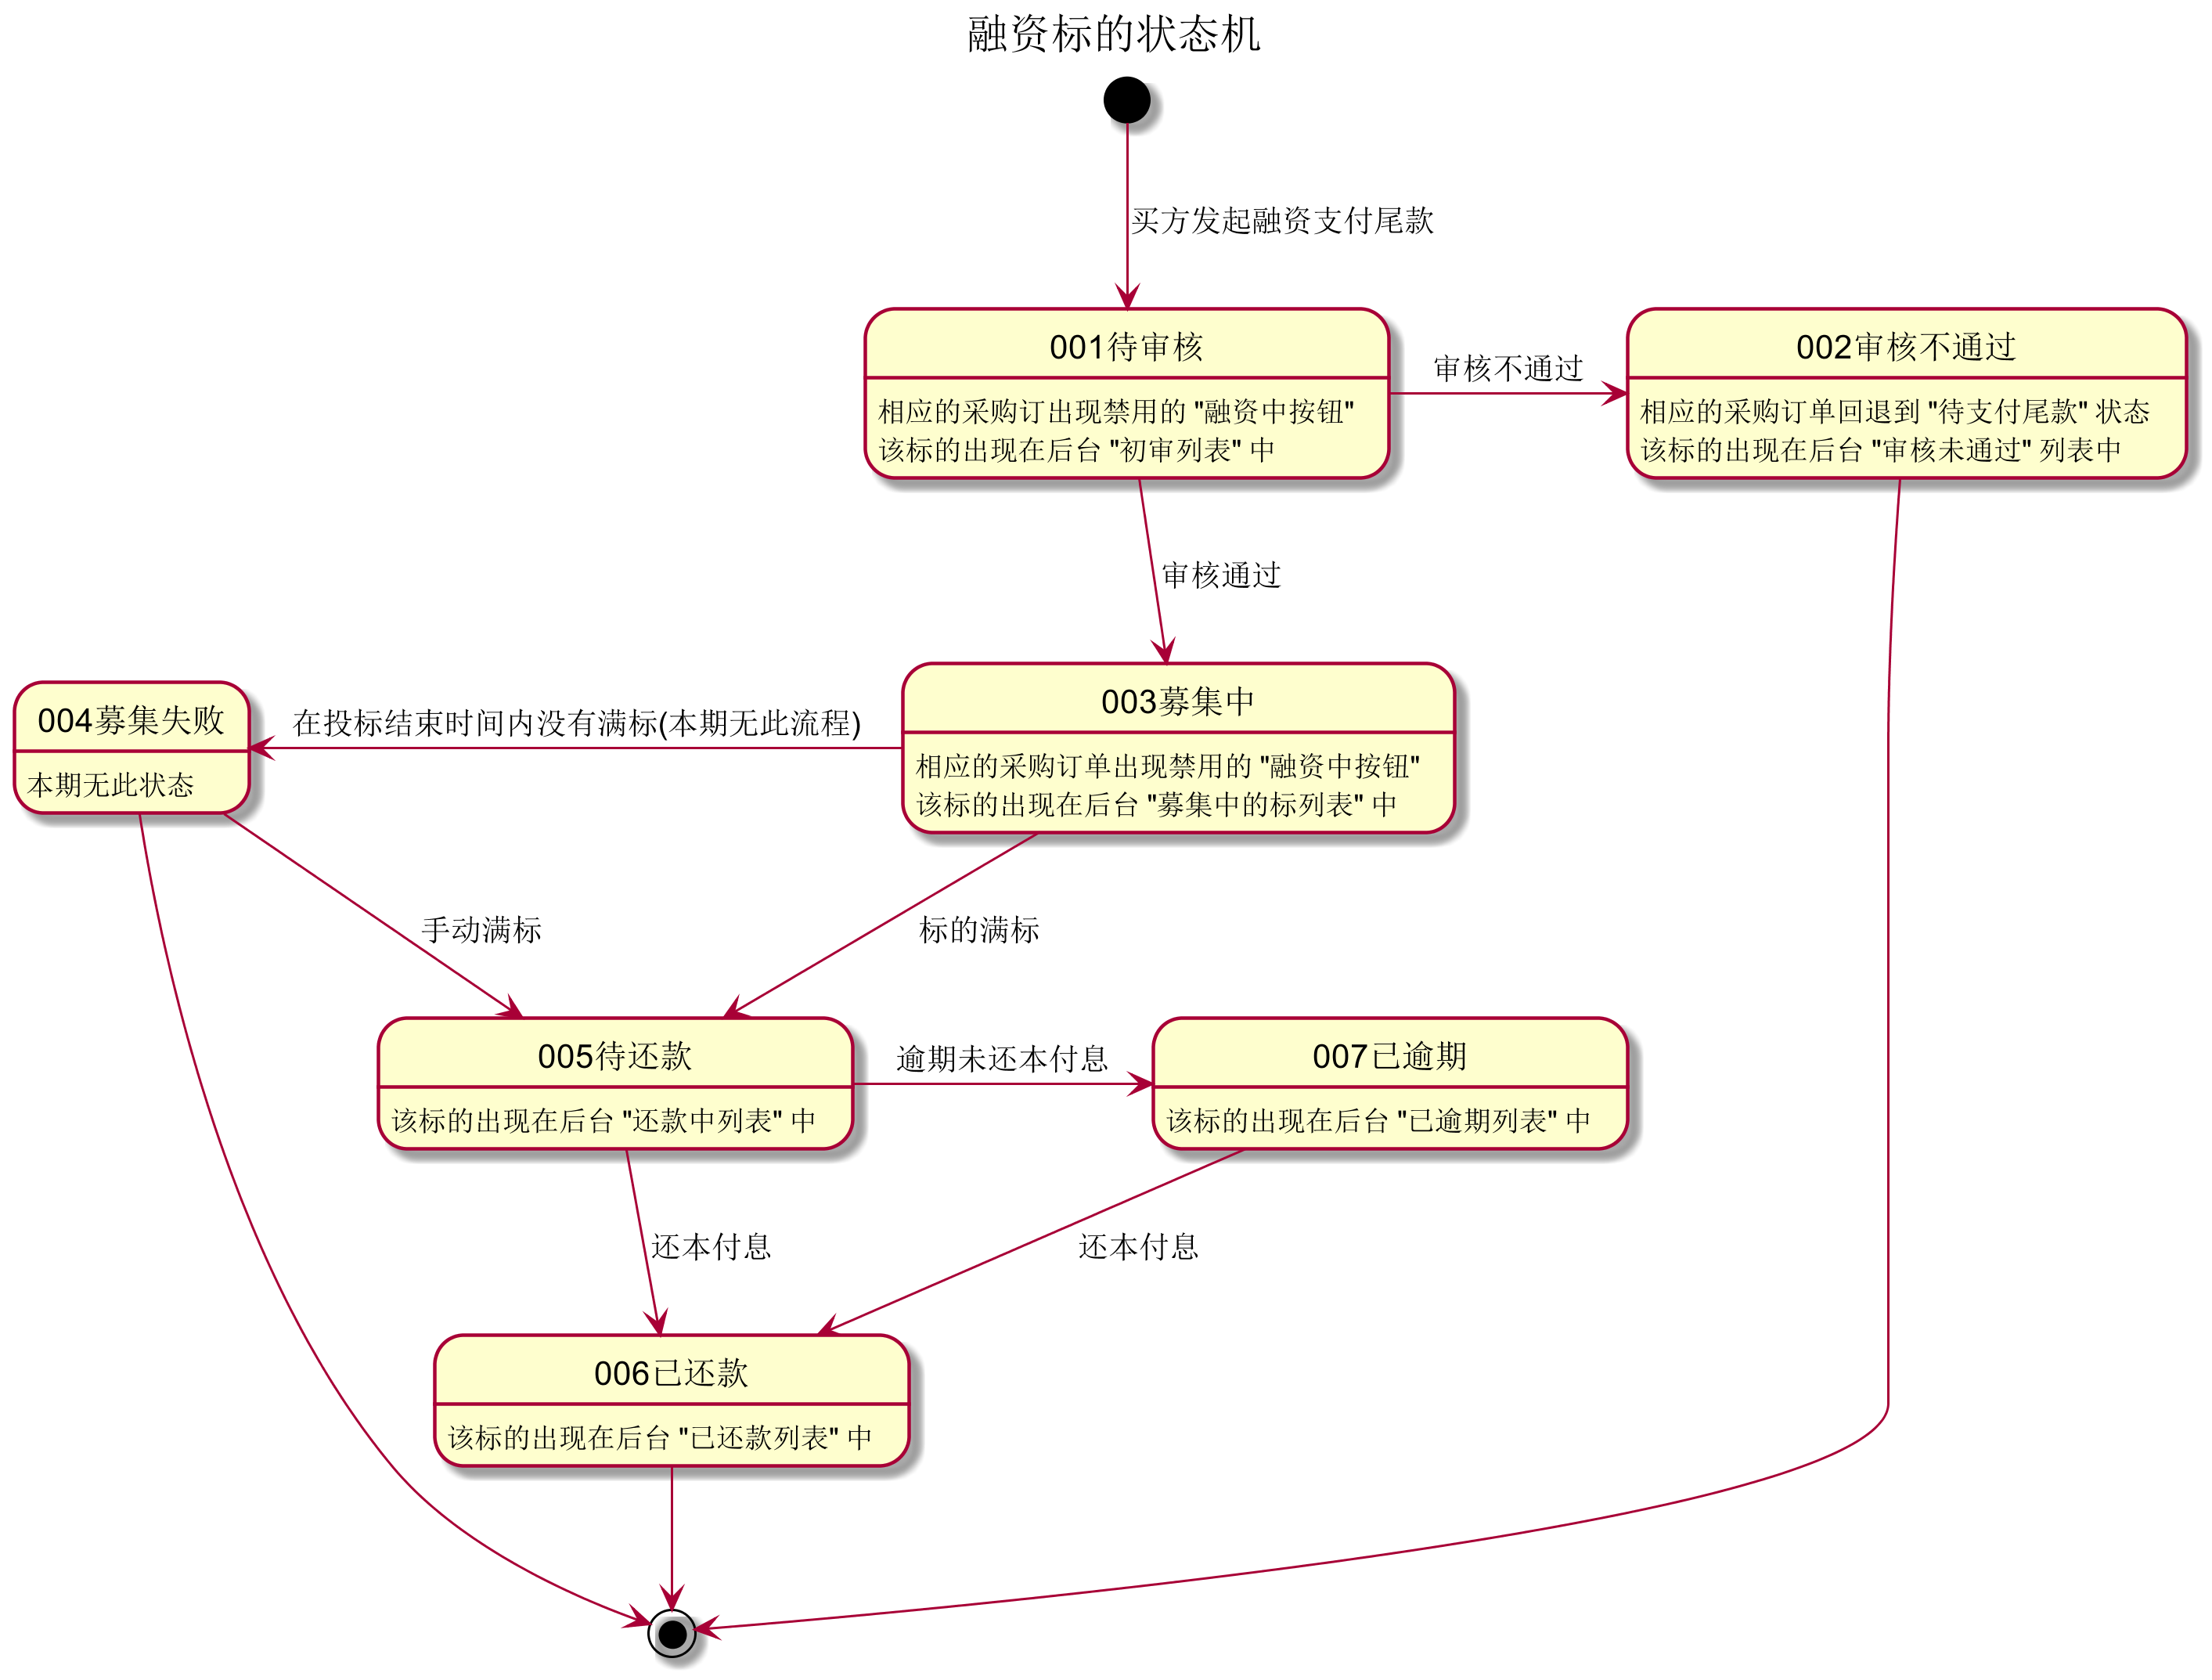 融资标的状态机
买方发起融资支付尾款
001待审核
相应的采购订出现禁用的 "融资中按钮"
该标的出现在后台 "初审列表" 中
审核不通过
002审核不通过
相应的采购订单回退到 "待支付尾款" 状态
该标的出现在后台 "审核未通过" 列表中
审核通过
003募集中
相应的采购订单出现禁用的 "融资中按钮"
该标的出现在后台 "募集中的标列表" 中
在投标结束时间内没有满标(本期无此流程)
004募集失败
本期无此状态
手动满标
标的满标
005待还款
该标的出现在后台 "还款中列表" 中
逾期未还本付息
007已逾期
该标的出现在后台 "已逾期列表" 中
还本付息
还本付息
006已还款
该标的出现在后台 "已还款列表" 中